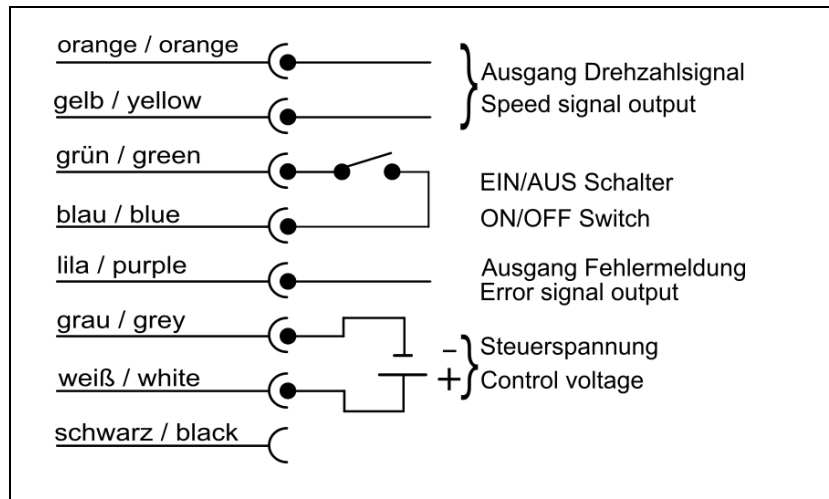 orange / orange
gelb / yellow
Ausgang Drehzahlsignal
Speed signal output
grün / green
blau / blue
EIN/AUS Schalter
ON/OFF Switch
lila / purple
Ausgang Fehlermeldung
Error signal output
grau / grey
weiß / white
−
+
Steuerspannung
Control voltage
schwarz / black